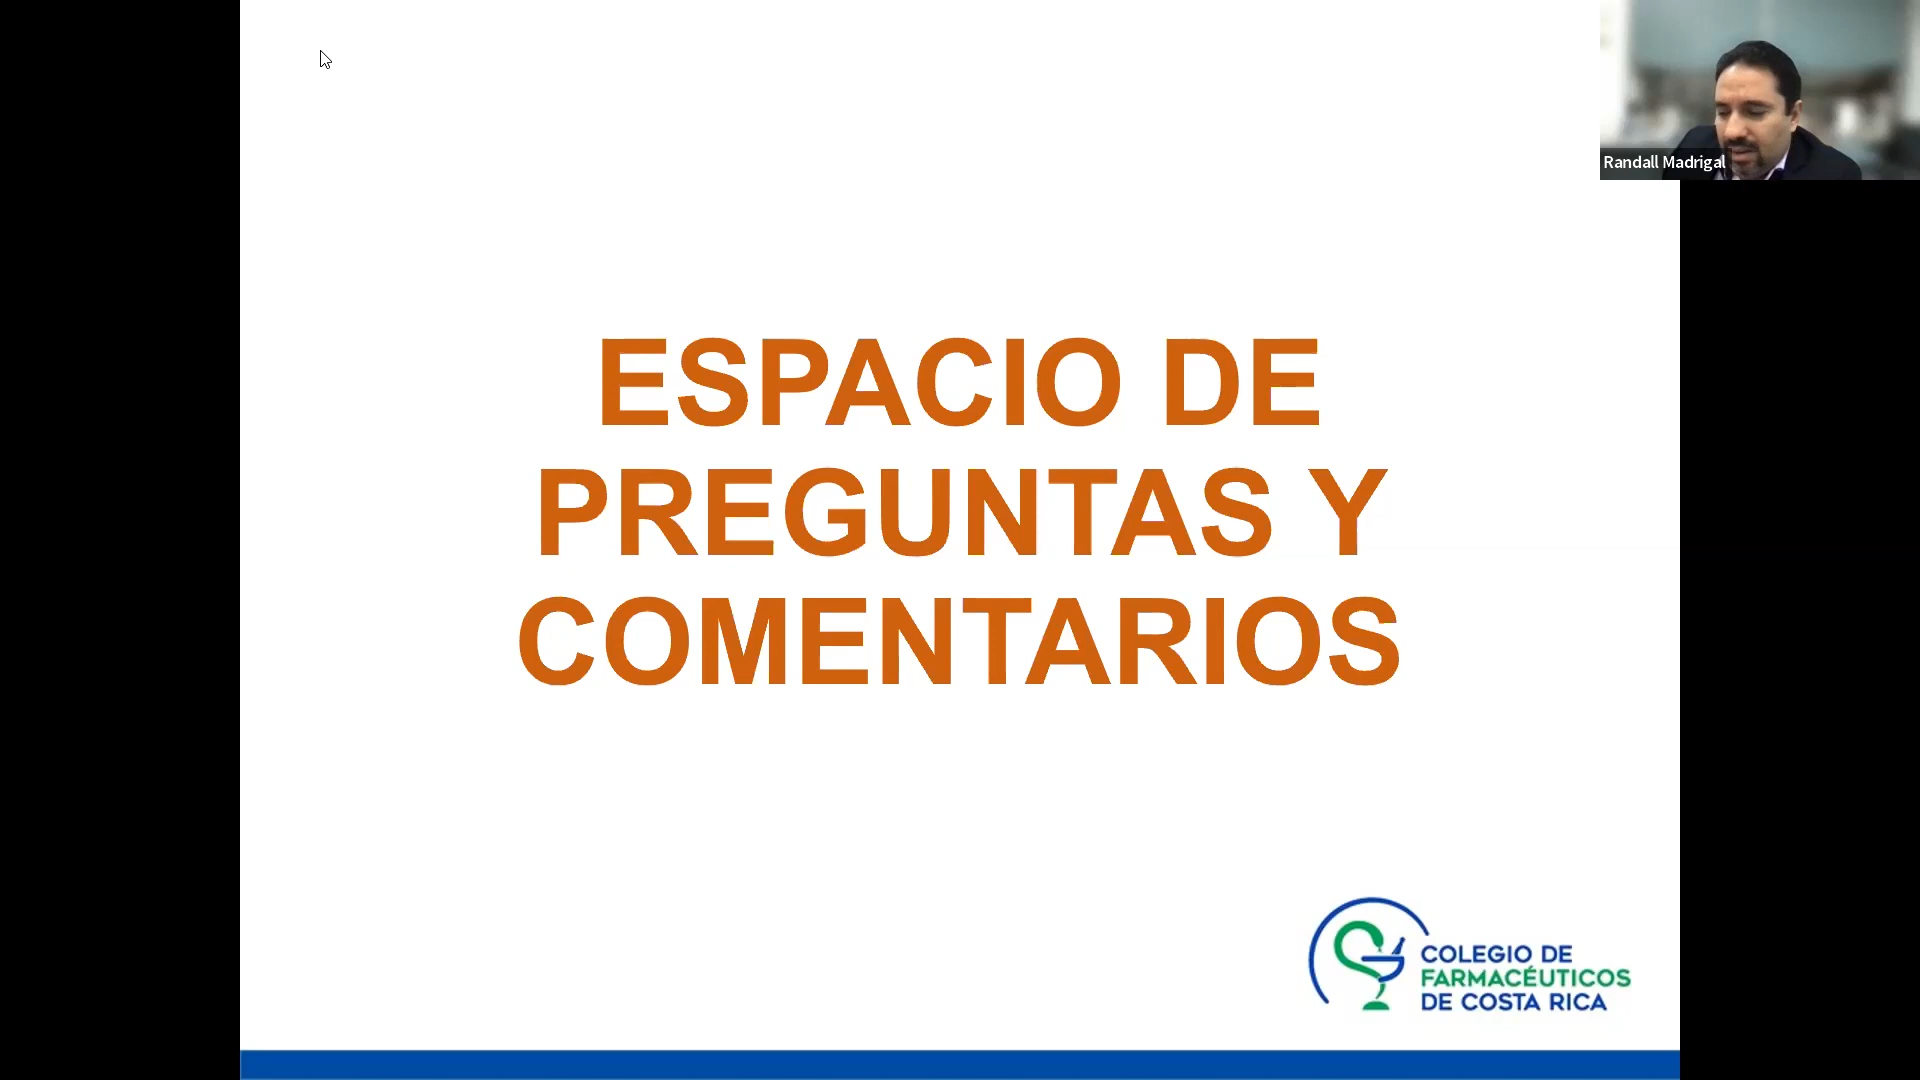 Randall Madrigal
ESPACIO DE
PREGUNTAS Y
COMENTARIOS
COLEGIO DE
FARMACÉUTICOS
DE COSTA RICA